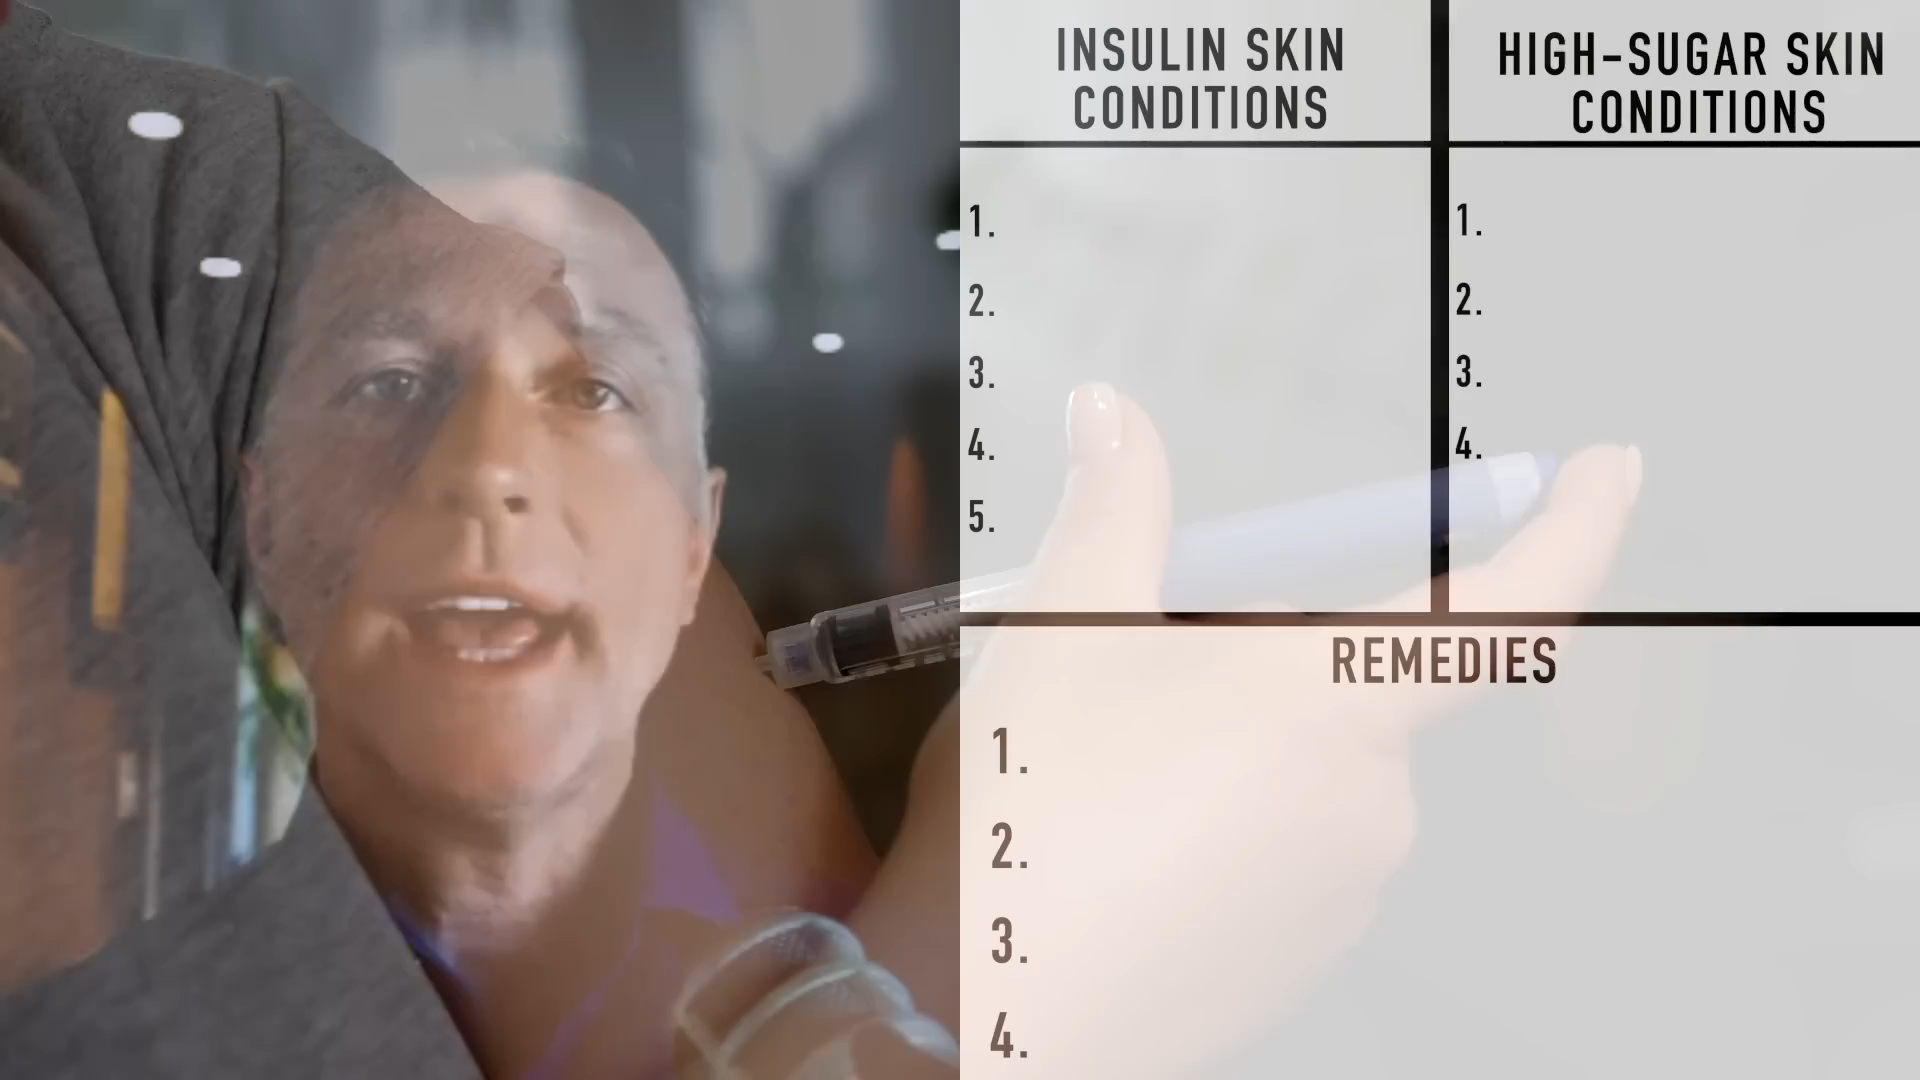 INSULIN SKIN
CONDITIONS
1.
2.
3.
4.
5.
HIGH-SUGAR SKIN
CONDITIONS
1.
2.
3.
4.
REMEDIES
1.
2.
3.
4.